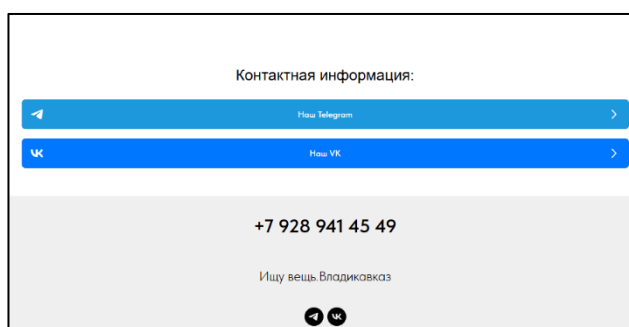 Контактная информация:
Наш Telegram
Наш VK
+7 928 941 45 49
Ищу вещь.Владикавказ